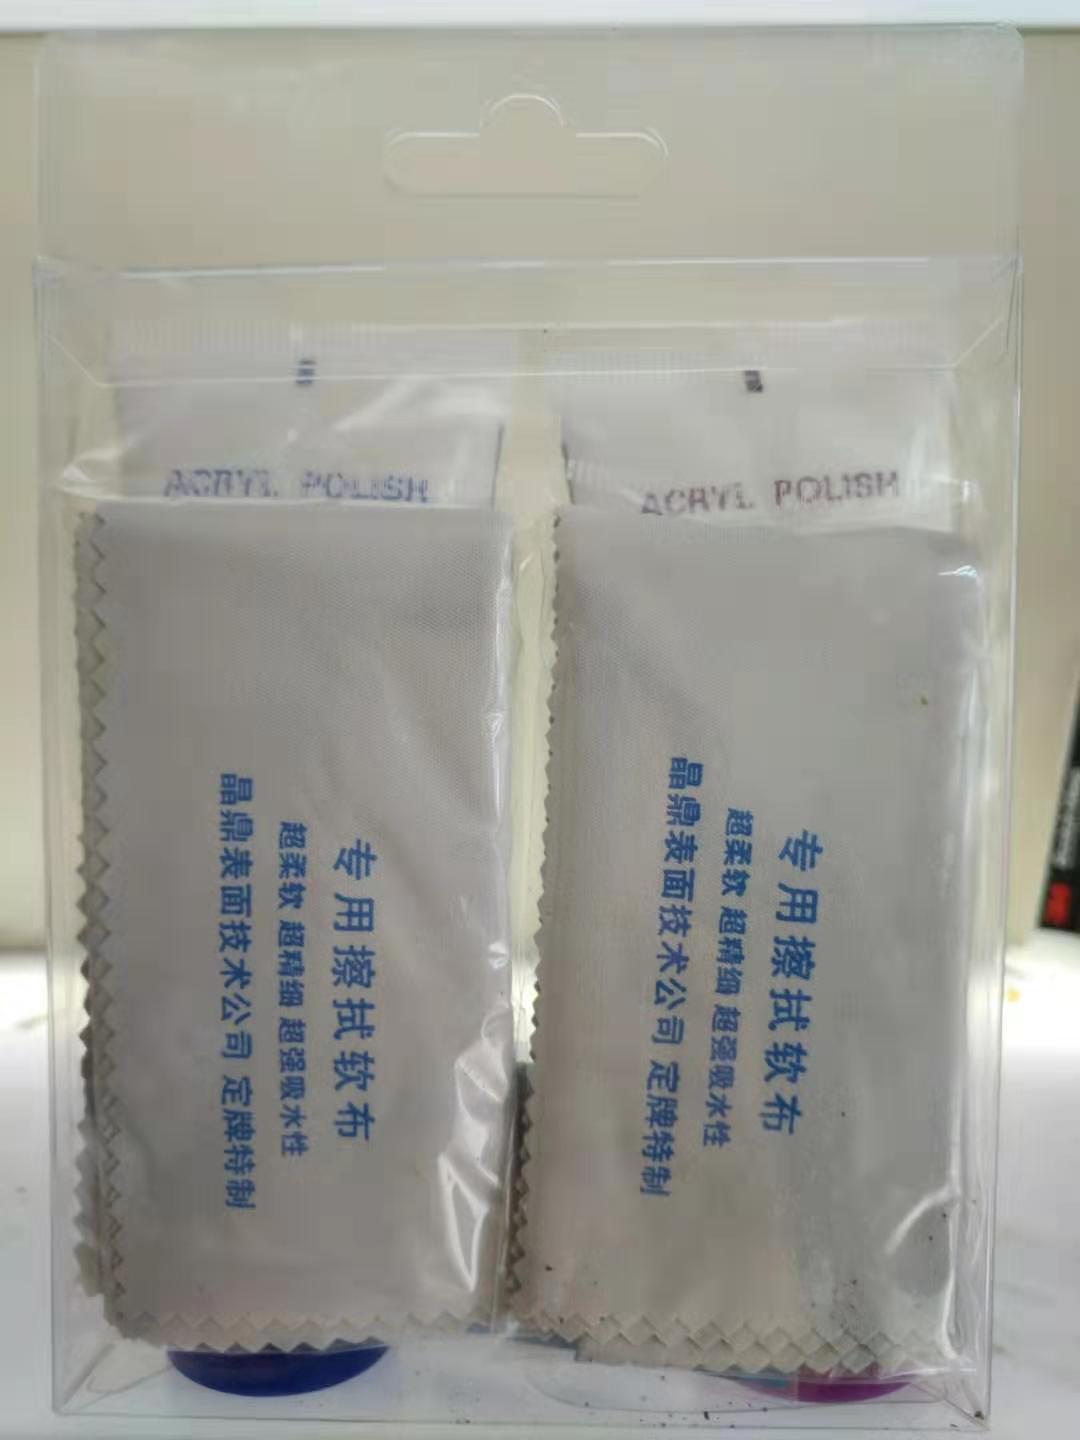 ACRYL POLISH
ACRYL POLISH
专用擦拭软布
超柔软 超精细 超强吸水性
晶鼎表面技术公司 定牌特制
专用擦拭软布
超柔软 超精细 超强吸水性
晶鼎表面技术公司 定牌特制
3M